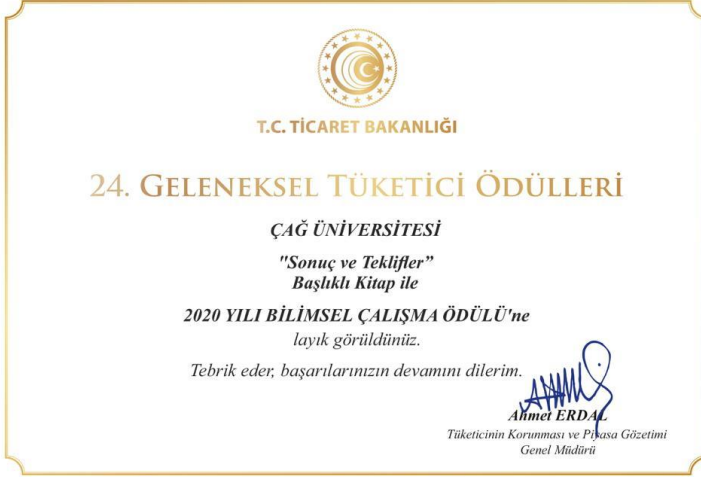 T.C. TİCARET BAKANLIĞI
24. GELENEKSEL TÜKETİCİ ÖDÜLLERİ
ÇAĞ ÜNİVERSİTESİ
"Sonuç ve Teklifler”
Başlıklı Kitap ile
2020 YILI BİLİMSEL ÇALIŞMA ÖDÜLÜ'ne
layık görüldünüz.
Tebrik eder, başarılarınızın devamını dilerim.
Ahmet ERDAL
Tüketicinin Korunması ve Piyasa Gözetimi
Genel Müdürü